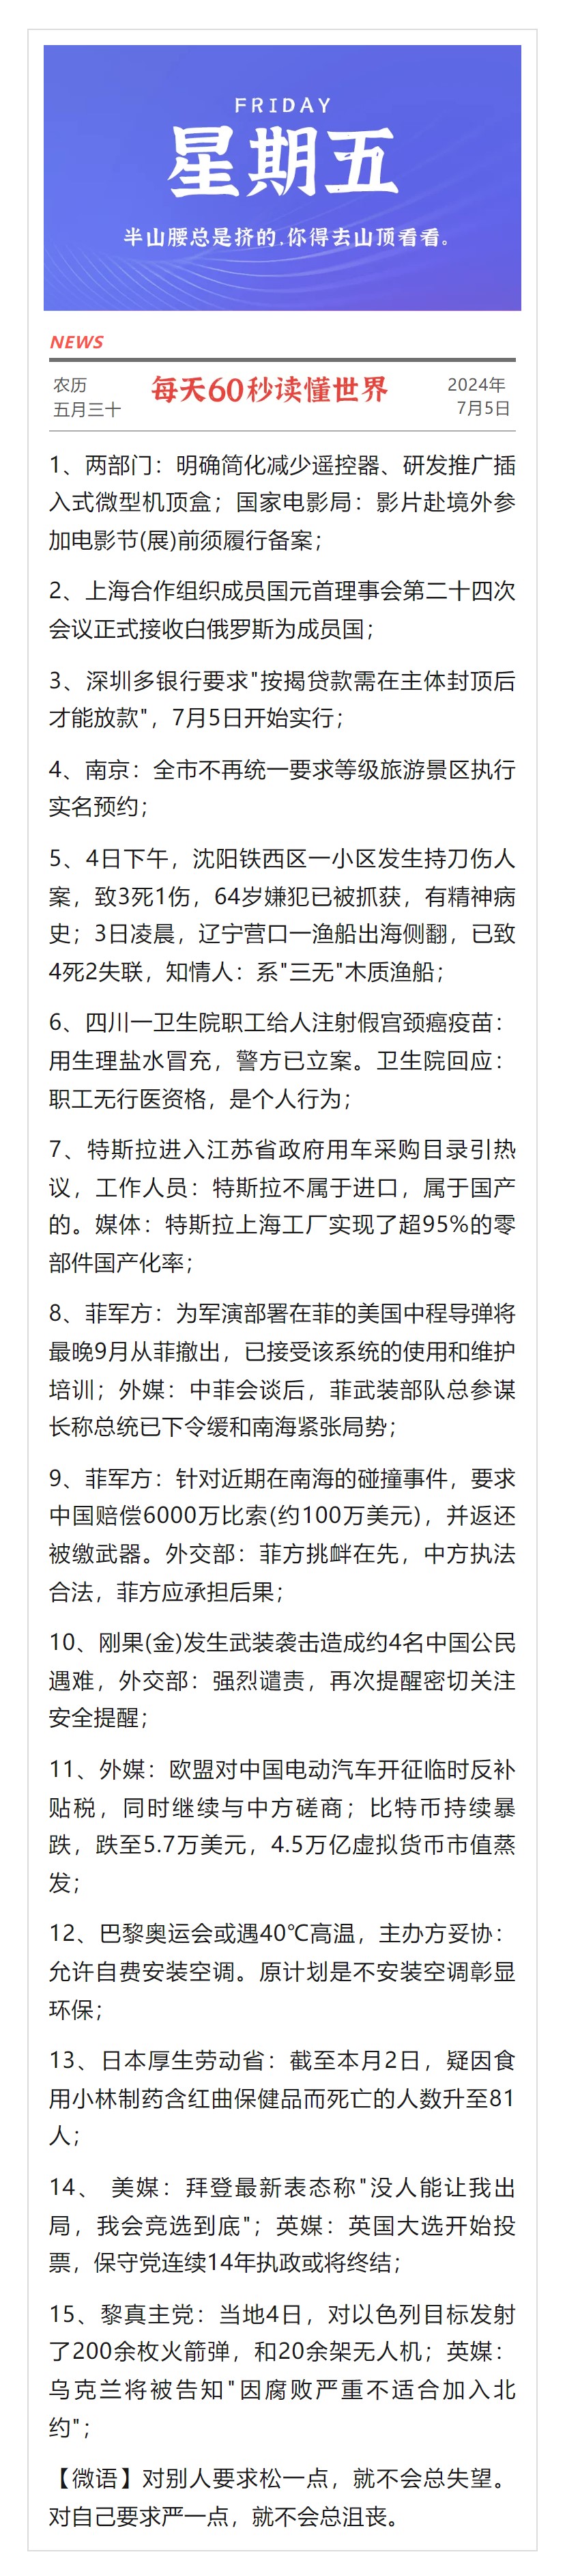 FRIDAY
星期五
半山腰总是挤的,你得去山顶看看。
NEWS
农历
五月三十
每天60秒读懂世界
2024年
7月5日
1、两部门：明确简化减少遥控器、研发推广插
入式微型机顶盒；国家电影局：影片赴境外参
加电影节(展)前须履行备案；
2、上海合作组织成员国元首理事会第二十四次
会议正式接收白俄罗斯为成员国；
3、深圳多银行要求"按揭贷款需在主体封顶后
才能放款"，7月5日开始实行；
4、南京：全市不再统一要求等级旅游景区执行
实名预约；
5、4日下午，沈阳铁西区一小区发生持刀伤人
案，致3死1伤，64岁嫌犯已被抓获，有精神病
史；3日凌晨，辽宁营口一渔船出海侧翻，已致
4死2失联，知情人：系"三无"木质渔船；
6、四川一卫生院职工给人注射假宫颈癌疫苗：
用生理盐水冒充，警方已立案。卫生院回应：
职工无行医资格，是个人行为；
7、特斯拉进入江苏省政府用车采购目录引热
议，工作人员：特斯拉不属于进口，属于国产
的。媒体：特斯拉上海工厂实现了超95%的零
部件国产化率；
8、菲军方：为军演部署在菲的美国中程导弹将
最晚9月从菲撤出，已接受该系统的使用和维护
培训；外媒：中菲会谈后，菲武装部队总参谋
长称总统已下令缓和南海紧张局势；
9、菲军方：针对近期在南海的碰撞事件，要求
中国赔偿6000万比索(约100万美元)，并返还
被缴武器。外交部：菲方挑衅在先，中方执法
合法，菲方应承担后果；
10、刚果(金)发生武装袭击造成约4名中国公民
遇难，外交部：强烈谴责，再次提醒密切关注
安全提醒；
11、外媒：欧盟对中国电动汽车开征临时反补
贴税，同时继续与中方磋商；比特币持续暴
跌，跌至5.7万美元，4.5万亿虚拟货币市值蒸
发；
12、巴黎奥运会或遇40℃高温，主办方妥协：
允许自费安装空调。原计划是不安装空调彰显
环保；
13、日本厚生劳动省：截至本月2日，疑因食
用小林制药含红曲保健品而死亡的人数升至81
人；
14、 美媒：拜登最新表态称"没人能让我出
局，我会竞选到底"；英媒：英国大选开始投
票，保守党连续14年执政或将终结；
15、黎真主党：当地4日，对以色列目标发射
了200余枚火箭弹，和20余架无人机；英媒：
乌克兰将被告知"因腐败严重不适合加入北
约"；
【微语】对别人要求松一点，就不会总失望。
对自己要求严一点，就不会总沮丧。